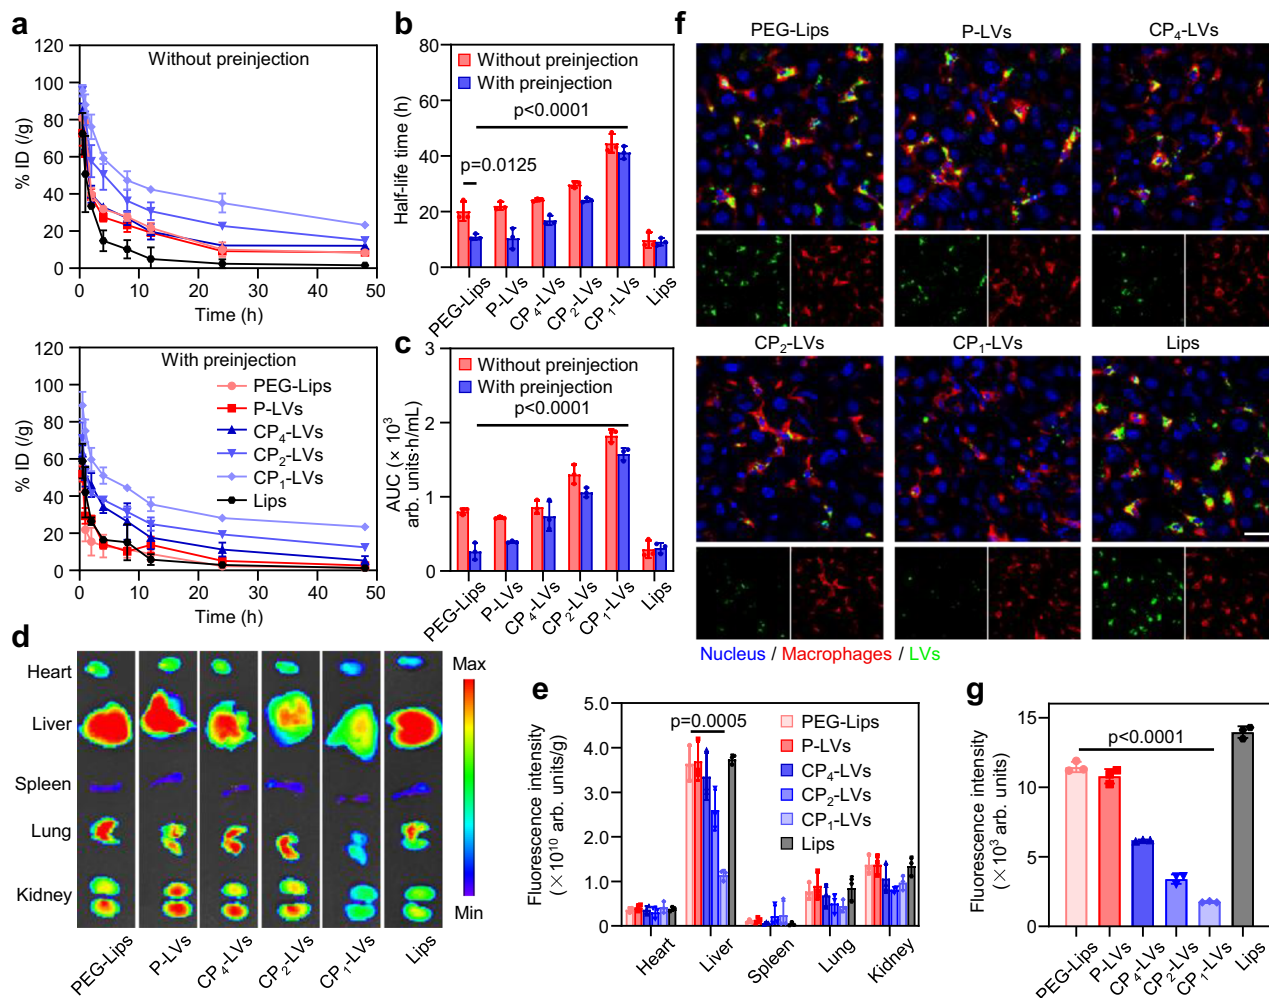 a
Without preinjection
% ID (/g)
120
100
80
60
40
20
0
0 10 20 30 40 50
Time (h)
With preinjection
% ID (/g)
120
100
80
60
40
20
0
PEG-Lips
P-LVs
CP₄-LVs
CP₂-LVs
CP₁-LVs
Lips
0 10 20 30 40 50
Time (h)
b
Half-life time (h)
80
60
40
20
0
Without preinjection
With preinjection
p<0.0001
p=0.0125
PEG-Lips P-LVs CP₄-LVs CP₂-LVs CP₁-LVs Lips
c
AUC (× 10³
arb. units·h/mL)
3
2
1
0
Without preinjection
With preinjection
p<0.0001
PEG-Lips P-LVs CP₄-LVs CP₂-LVs CP₁-LVs Lips
d
Heart
Liver
Spleen
Lung
Kidney
Max
Min
PEG-Lips P-LVs CP₄-LVs CP₂-LVs CP₁-LVs Lips
e
Fluorescence intensity
(× 10¹⁰ arb. units/g)
5.0
4.0
3.0
2.0
1.0
0
p=0.0005
PEG-Lips
P-LVs
CP₄-LVs
CP₂-LVs
CP₁-LVs
Lips
Heart Liver Spleen Lung Kidney
f
PEG-Lips P-LVs CP₄-LVs
CP₂-LVs CP₁-LVs Lips
Nucleus / Macrophages / LVs
g
Fluorescence intensity
(× 10³ arb. units)
15
10
5
0
p<0.0001
PEG-Lips P-LVs CP₄-LVs CP₂-LVs CP₁-LVs Lips